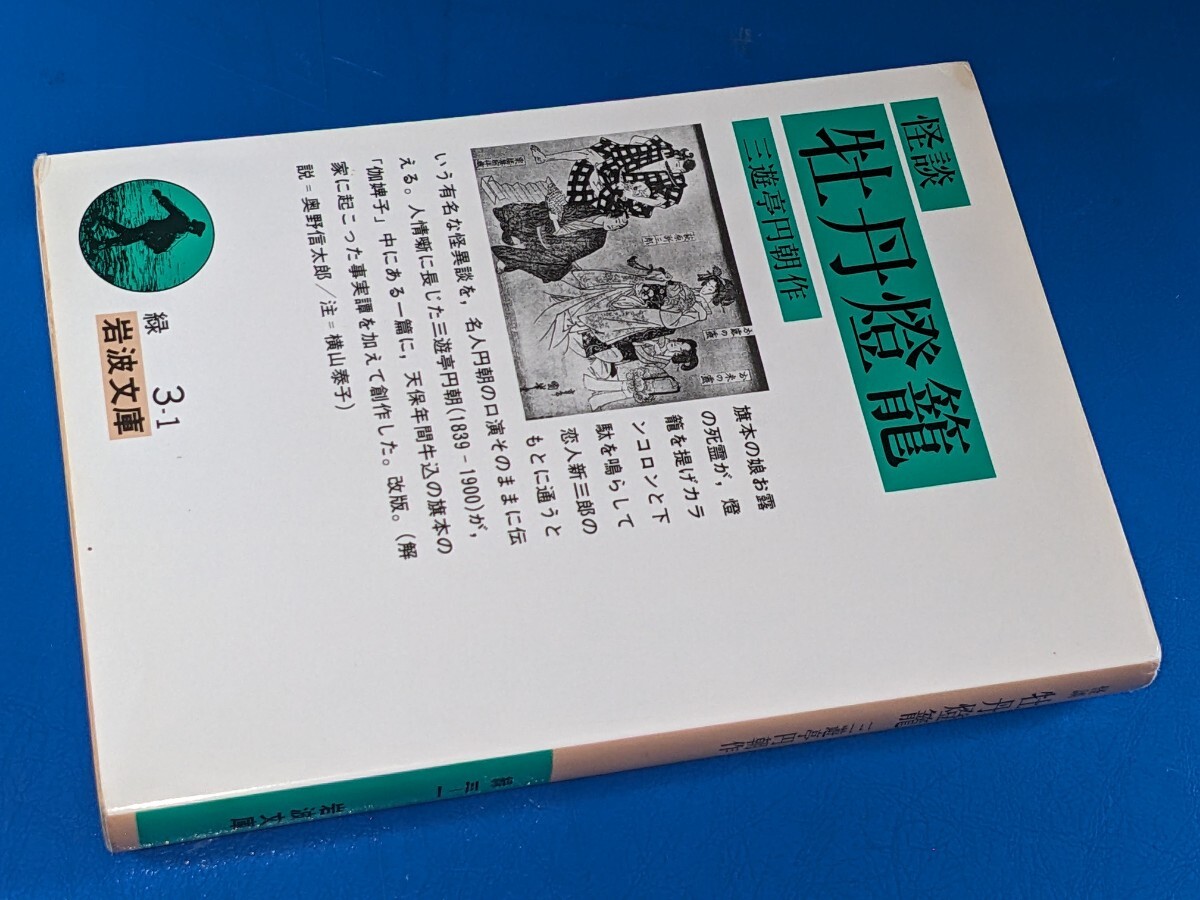 怪談
牡丹燈籠
三遊亭円朝作
旗本の娘お露
の死霊が，燈
籠を提げカラ
ンコロンと下
駄を鳴らして
恋人新三郎の
もとに通うと
いう有名な怪異談を，名人円朝の口演そのままに伝
える。人情噺に長じた三遊亭円朝(1839－1900)が，
「伽婢子」中にある一篇に，天保年間牛込の旗本の
家に起こった事実譚を加えて創作した。改版。(解
説＝奥野信太郎／注＝横山泰子)
緑 3-1
岩波文庫
怪談 牡丹燈籠 三遊亭円朝作
緑 三-一
岩波文庫